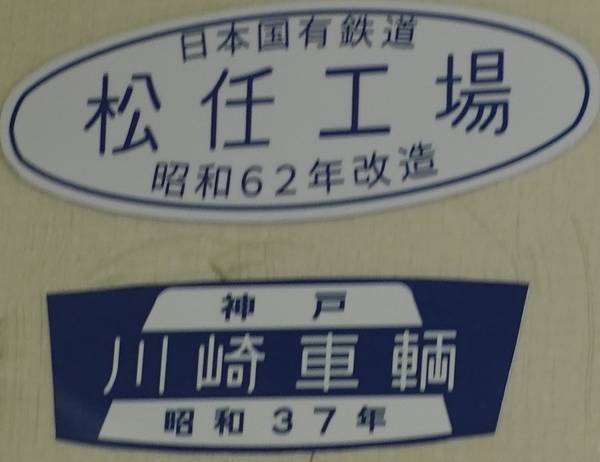 日本国有鉄道
松任工場
昭和62年改造
神戸
川崎車輌
昭和37年